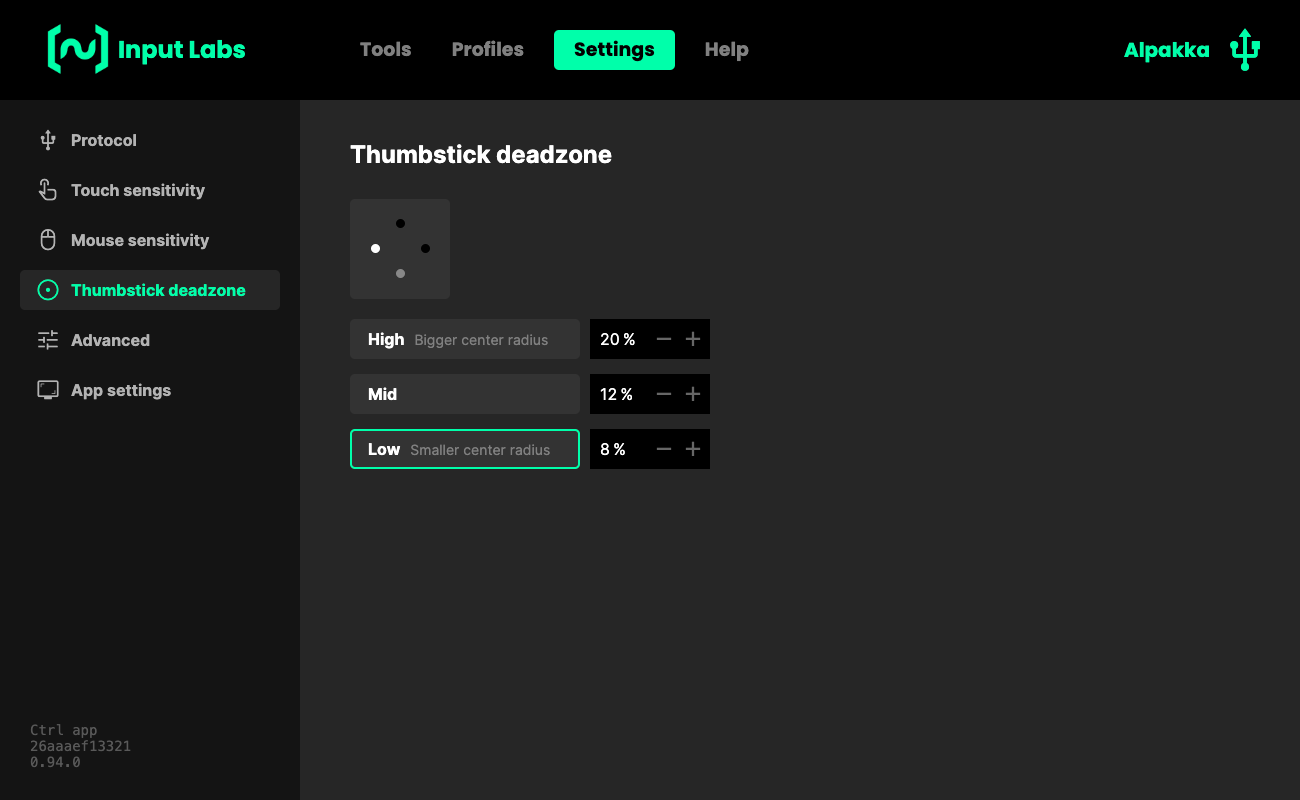 Input Labs
Tools Profiles Settings Help
Alpakka
Protocol
Touch sensitivity
Mouse sensitivity
Thumbstick deadzone
Advanced
App settings
Ctrl app
26aaaef13321
0.94.0
Thumbstick deadzone
High Bigger center radius 20 %
Mid 12 %
Low Smaller center radius 8 %